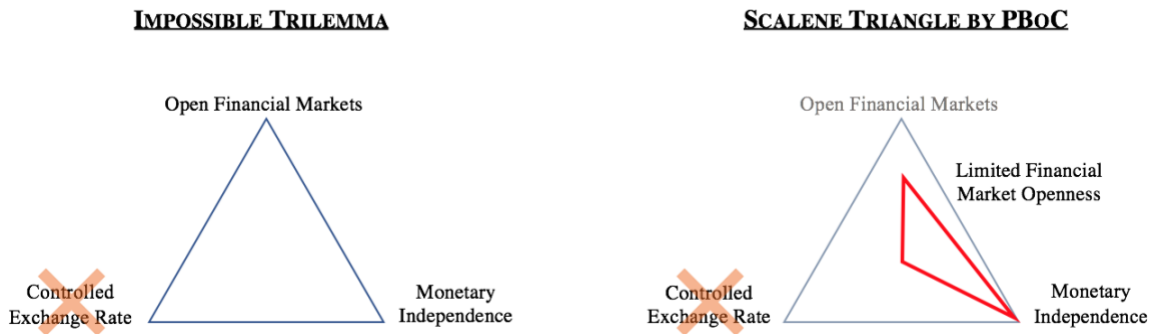 IMPOSSIBLE TRILEMMA
Open Financial Markets
Controlled
Exchange Rate
Monetary
Independence
SCALENE TRIANGLE BY PBOC
Open Financial Markets
Limited Financial
Market Openness
Controlled
Exchange Rate
Monetary
Independence